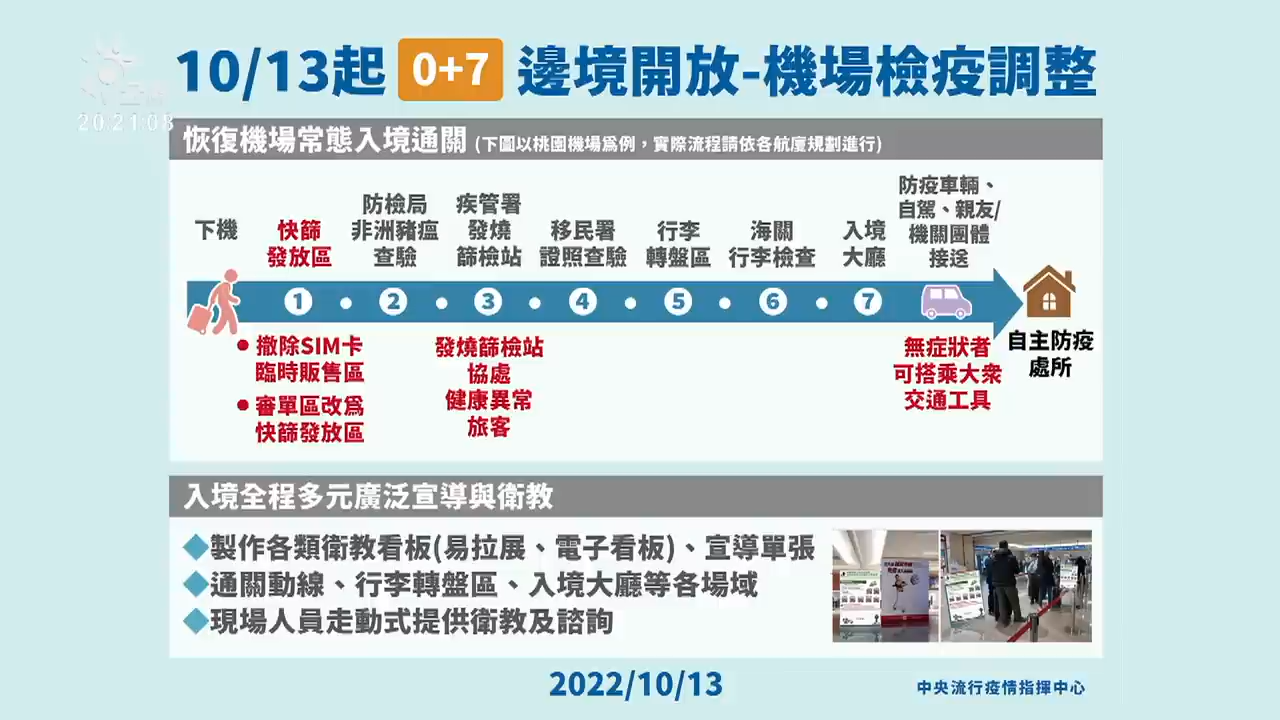 10/13起 0+7 邊境開放-機場檢疫調整
20:21:08
恢復機場常態入境通關 (下圖以桃園機場為例，實際流程請依各航廈規劃進行)
下機
快篩
發放區
防檢局
非洲豬瘟
查驗
疾管署
發燒
篩檢站
移民署
證照查驗
行李
轉盤區
海關
行李檢查
入境
大廳
防疫車輛、
自駕、親友/
機關團體
接送
1 2 3 4 5 6 7
撤除SIM卡
臨時販售區
審單區改為
快篩發放區
發燒篩檢站
協處
健康異常
旅客
無症狀者
可搭乘大眾
交通工具
自主防疫
處所
入境全程多元廣泛宣導與衛教
製作各類衛教看板(易拉展、電子看板)、宣導單張
通關動線、行李轉盤區、入境大廳等各場域
現場人員走動式提供衛教及諮詢
2022/10/13
中央流行疫情指揮中心